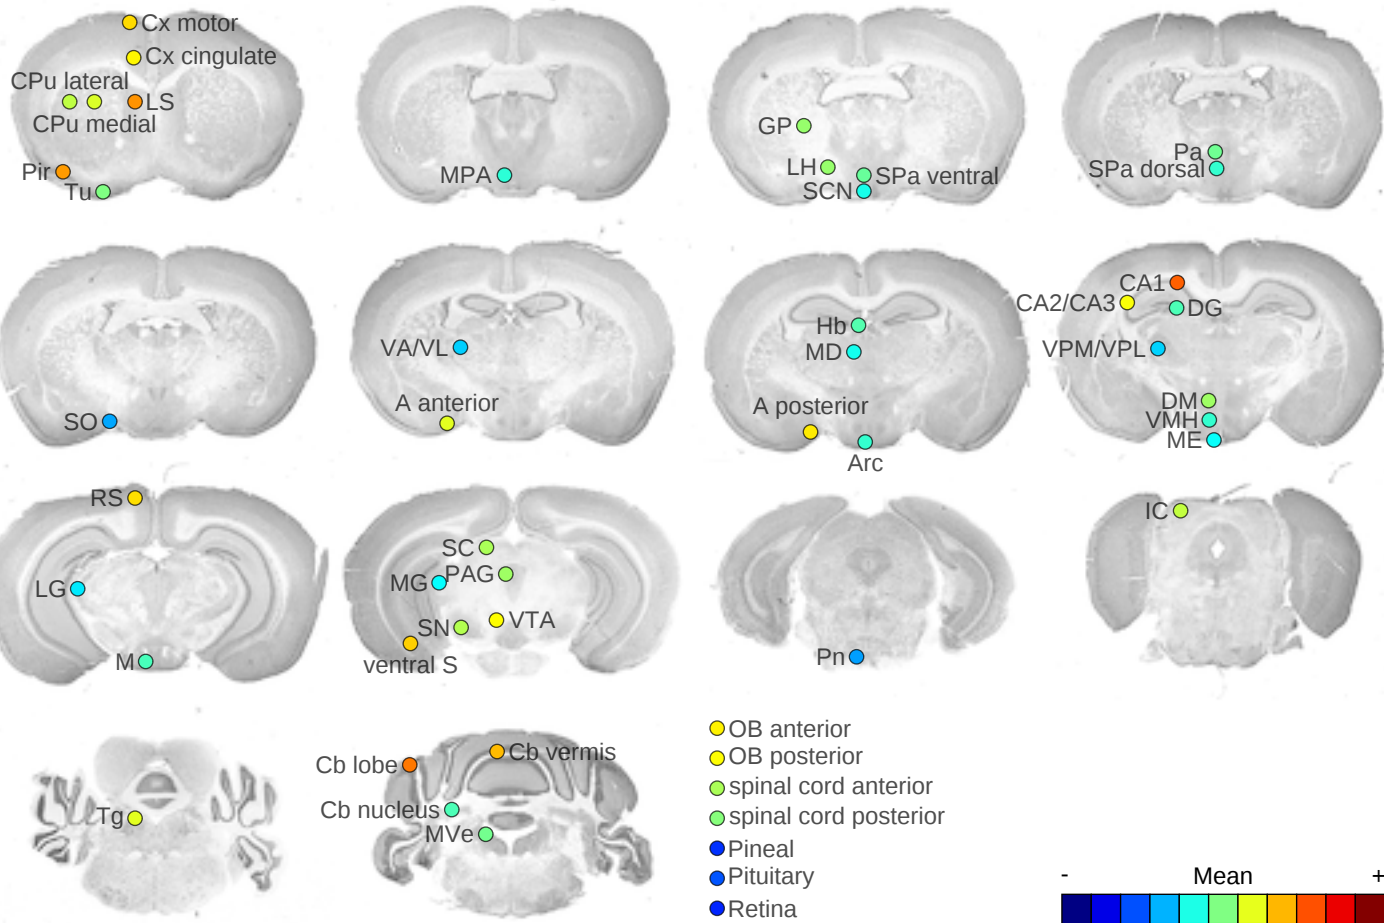 Cx motor
Cx cingulate
CPu lateral
LS
CPu medial
Pir
Tu
MPA
GP
LH
SPa ventral
SCN
Pa
SPa dorsal
SO
VA/VL
A anterior
Hb
MD
A posterior
Arc
CA1
CA2/CA3
DG
VPM/VPL
DM
VMH
ME
RS
LG
M
SC
MG
PAG
SN
VTA
ventral S
Pn
IC
Tg
Cb lobe
Cb vermis
Cb nucleus
MVe
OB anterior
OB posterior
spinal cord anterior
spinal cord posterior
Pineal
Pituitary
Retina
- Mean +